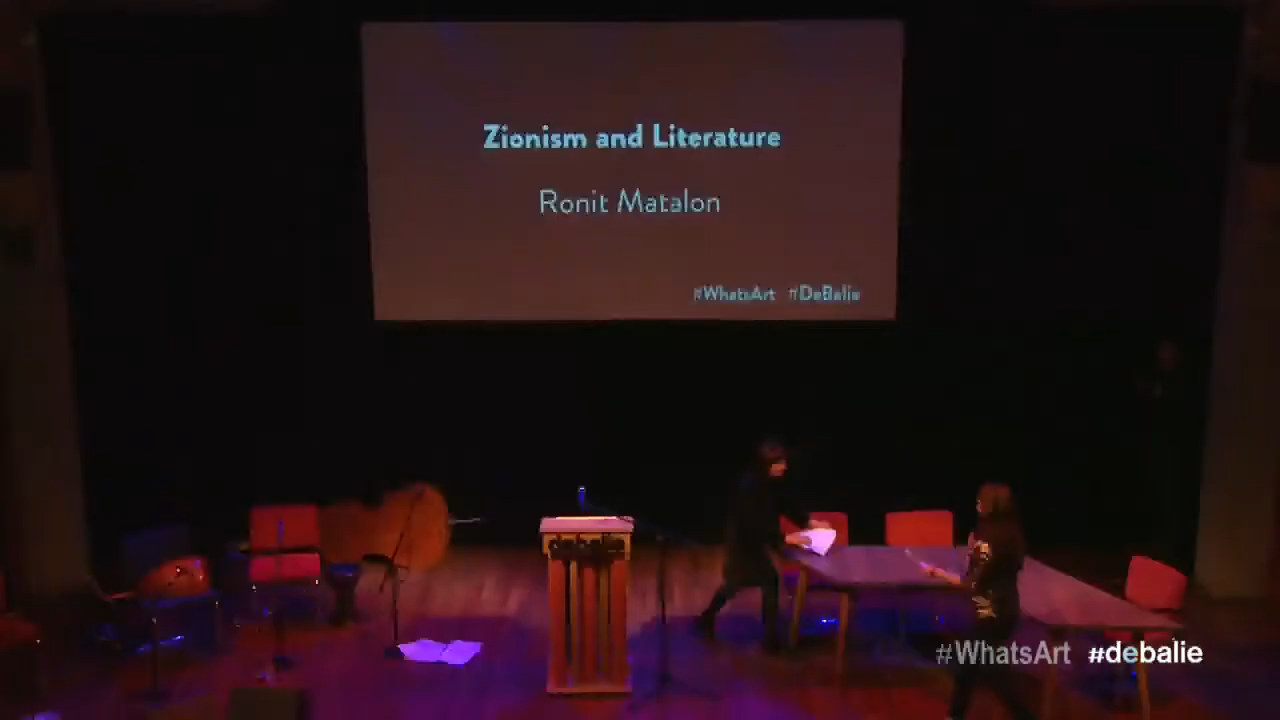 Zionism and Literature
Ronit Matalon
#WhatsArt #DeBalie
#WhatsArt #debalie